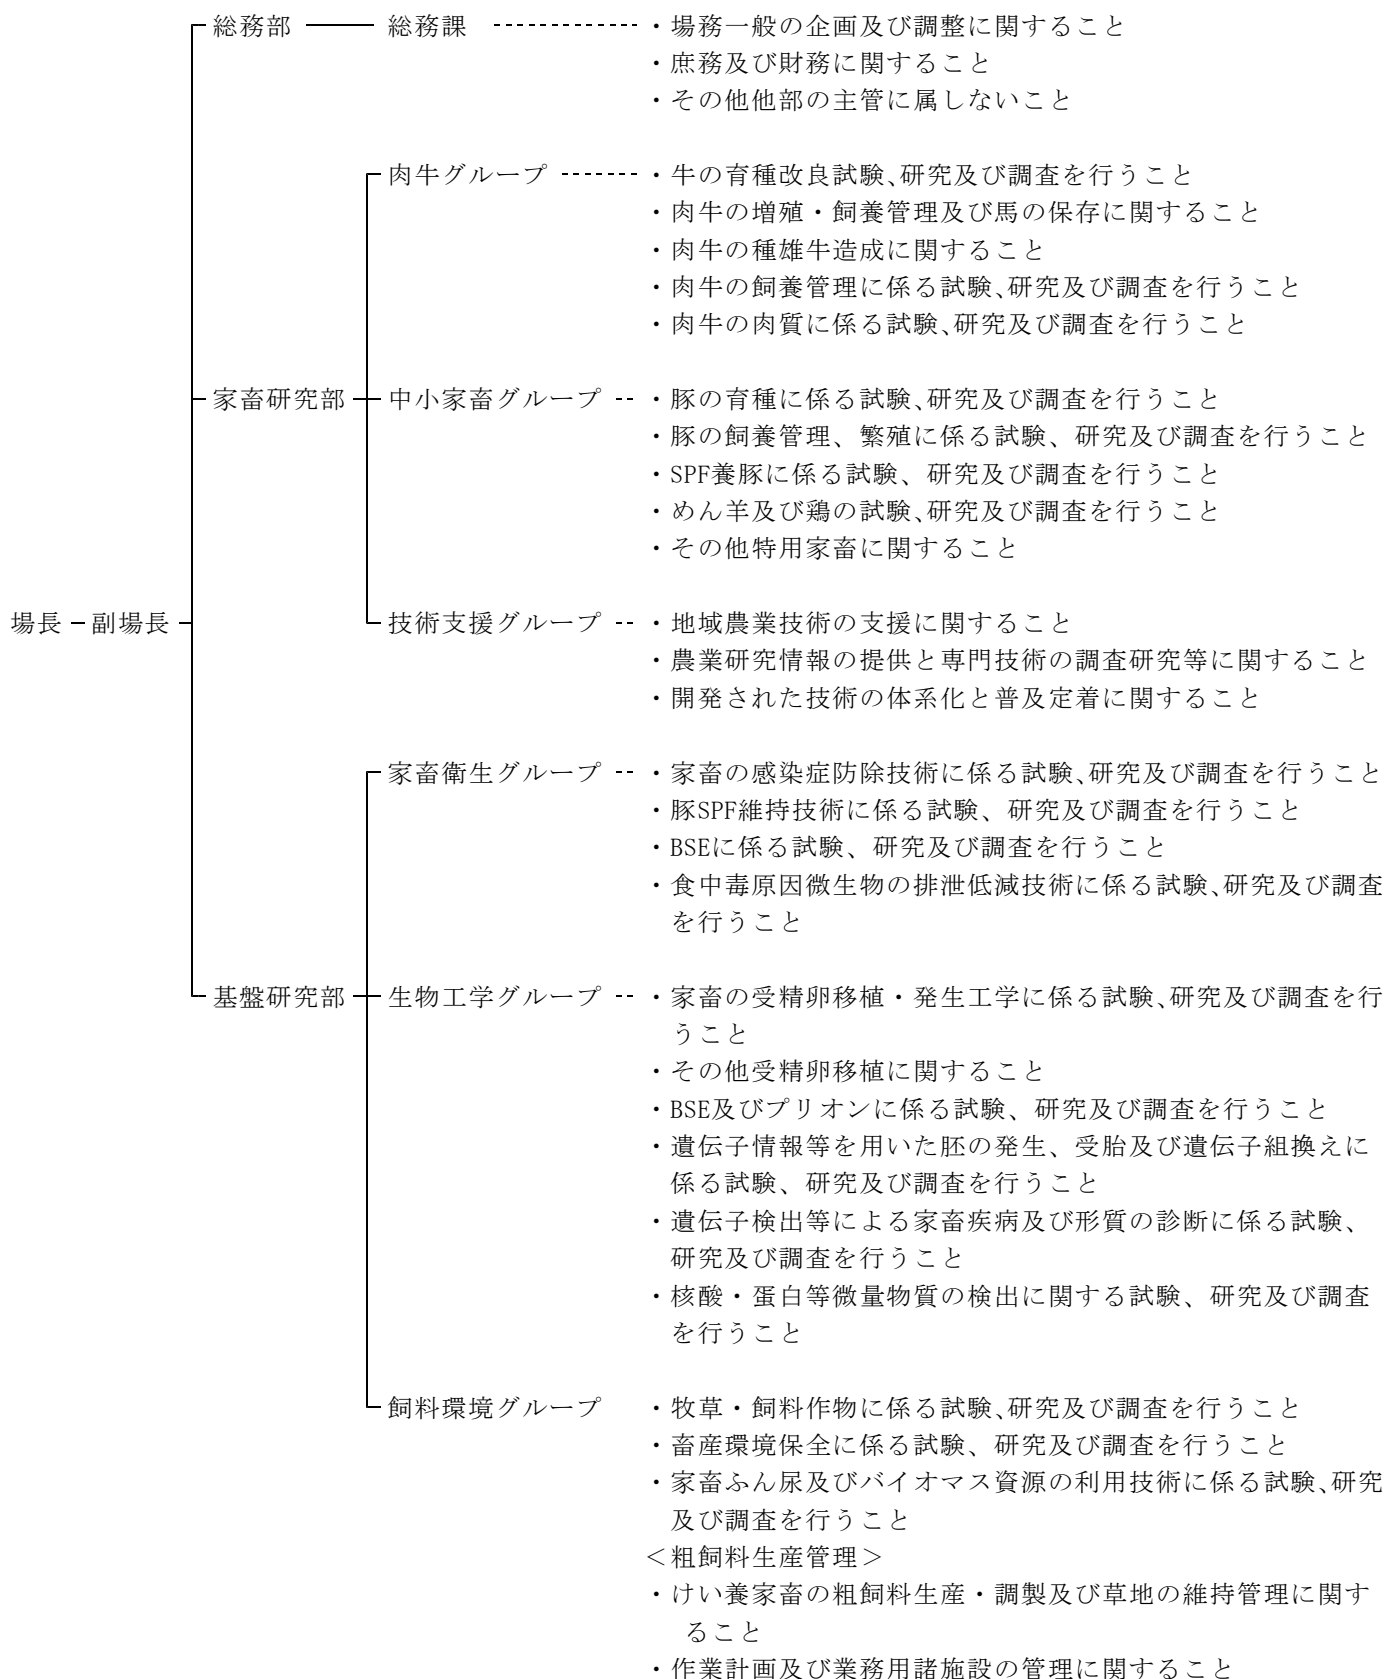 総務部 総務課 ・場務一般の企画及び調整に関すること
・庶務及び財務に関すること
・その他他部の主管に属しないこと
肉牛グループ ・牛の育種改良試験、研究及び調査を行うこと
・肉牛の増殖・飼養管理及び馬の保存に関すること
・肉牛の種雄牛造成に関すること
・肉牛の飼養管理に係る試験、研究及び調査を行うこと
・肉牛の肉質に係る試験、研究及び調査を行うこと
家畜研究部 中小家畜グループ ・豚の育種に係る試験、研究及び調査を行うこと
・豚の飼養管理、繁殖に係る試験、研究及び調査を行うこと
・SPF養豚に係る試験、研究及び調査を行うこと
・めん羊及び鶏の試験、研究及び調査を行うこと
・その他特用家畜に関すること
場長 副場長 技術支援グループ ・地域農業技術の支援に関すること
・農業研究情報の提供と専門技術の調査研究等に関すること
・開発された技術の体系化と普及定着に関すること
家畜衛生グループ ・家畜の感染症防除技術に係る試験、研究及び調査を行うこと
・豚SPF維持技術に係る試験、研究及び調査を行うこと
・BSEに係る試験、研究及び調査を行うこと
・食中毒原因微生物の排泄低減技術に係る試験、研究及び調査
を行うこと
基盤研究部 生物工学グループ ・家畜の受精卵移植・発生工学に係る試験、研究及び調査を行
うこと
・その他受精卵移植に関すること
・BSE及びプリオンに係る試験、研究及び調査を行うこと
・遺伝子情報等を用いた胚の発生、受胎及び遺伝子組換えに
係る試験、研究及び調査を行うこと
・遺伝子検出等による家畜疾病及び形質の診断に係る試験、
研究及び調査を行うこと
・核酸・蛋白等微量物質の検出に関する試験、研究及び調査
を行うこと
飼料環境グループ ・牧草・飼料作物に係る試験、研究及び調査を行うこと
・畜産環境保全に係る試験、研究及び調査を行うこと
・家畜ふん尿及びバイオマス資源の利用技術に係る試験、研究
及び調査を行うこと
＜粗飼料生産管理＞
・けい養家畜の粗飼料生産・調製及び草地の維持管理に関す
ること
・作業計画及び業務用諸施設の管理に関すること